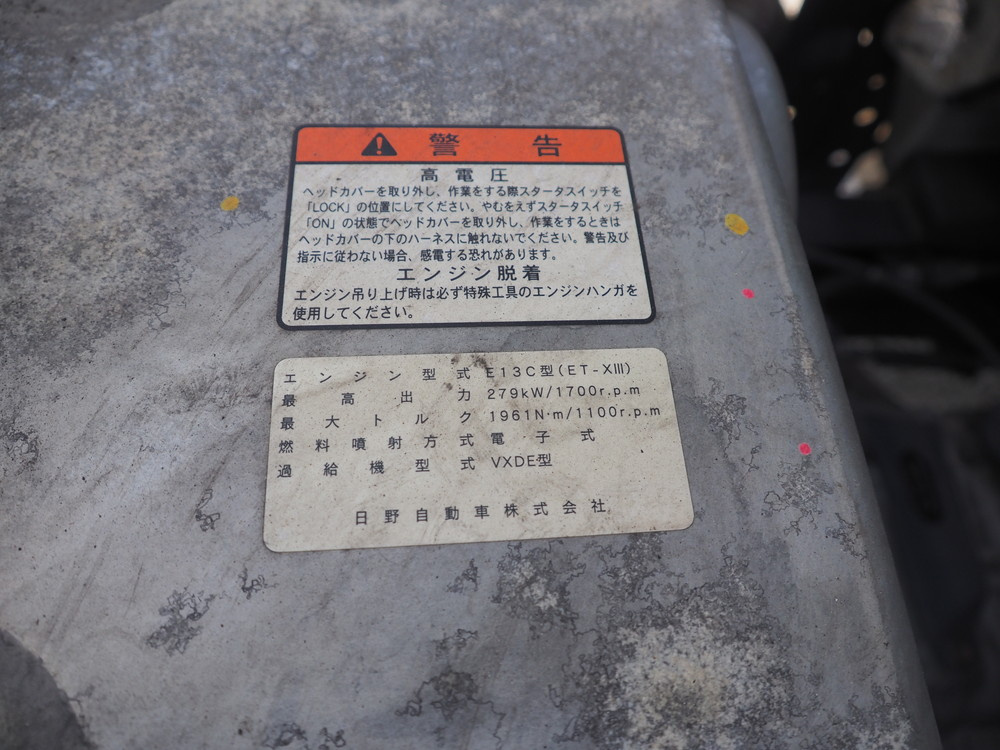 警告
高電圧
ヘッドカバーを取り外し、作業をする際スタータスイッチを
「LOCK」の位置にしてください。やむをえずスタータスイッチ
「ON」の状態でヘッドカバーを取り外し、作業をするときは
ヘッドカバーの下のハーネスに触れないでください。警告及び
指示に従わない場合、感電する恐れがあります。
エンジン脱着
エンジン吊り上げ時は必ず特殊工具のエンジンハンガを
使用してください。
エンジン型式 E13C型(ET-XIII)
最高出力 279kW/1700r.p.m
最大トルク 1961N·m/1100r.p.m
燃料噴射方式 電子式
過給機型式 VXDE型
日野自動車株式会社